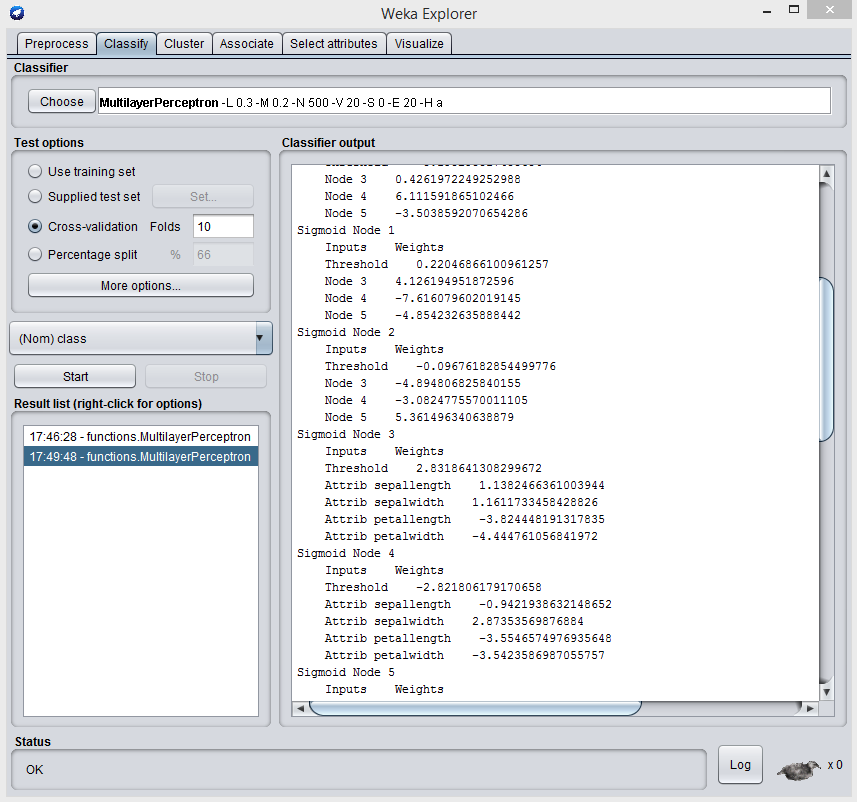 Weka Explorer
Preprocess Classify Cluster Associate Select attributes Visualize
Classifier
Choose MultilayerPerceptron -L 0.3 -M 0.2 -N 500 -V 20 -S 0 -E 20 -H a
Test options
Use training set
Supplied test set Set...
Cross-validation Folds 10
Percentage split % 66
More options...
(Nom) class
Start Stop
Result list (right-click for options)
17:46:28 - functions.MultilayerPerceptron
17:49:48 - functions.MultilayerPerceptron
Classifier output
Node 3 0.4261972249252988
Node 4 6.111591865102466
Node 5 -3.5038592070654286
Sigmoid Node 1
Inputs Weights
Threshold 0.22046866100961257
Node 3 4.126194951872596
Node 4 -7.616079602019145
Node 5 -4.854232635888442
Sigmoid Node 2
Inputs Weights
Threshold -0.09676182854499776
Node 3 -4.894806825840155
Node 4 -3.0824775570011105
Node 5 5.361496340638879
Sigmoid Node 3
Inputs Weights
Threshold 2.8318641308299672
Attrib sepallength 1.1382466361003944
Attrib sepalwidth 1.1611733458428826
Attrib petallength -3.824448191317835
Attrib petalwidth -4.444761056841972
Sigmoid Node 4
Inputs Weights
Threshold -2.821806179170658
Attrib sepallength -0.9421938632148652
Attrib sepalwidth 2.87353569876884
Attrib petallength -3.5546574976935648
Attrib petalwidth -3.5423586987055757
Sigmoid Node 5
Inputs Weights
Status
OK
Log x 0